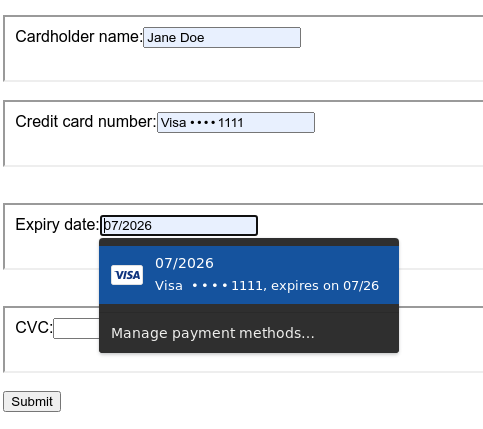 Cardholder name: Jane Doe
Credit card number: Visa ••••1111
Expiry date: 07/2026
VISA
07/2026
Visa ••••1111, expires on 07/26
CVC:
Manage payment methods...
Submit